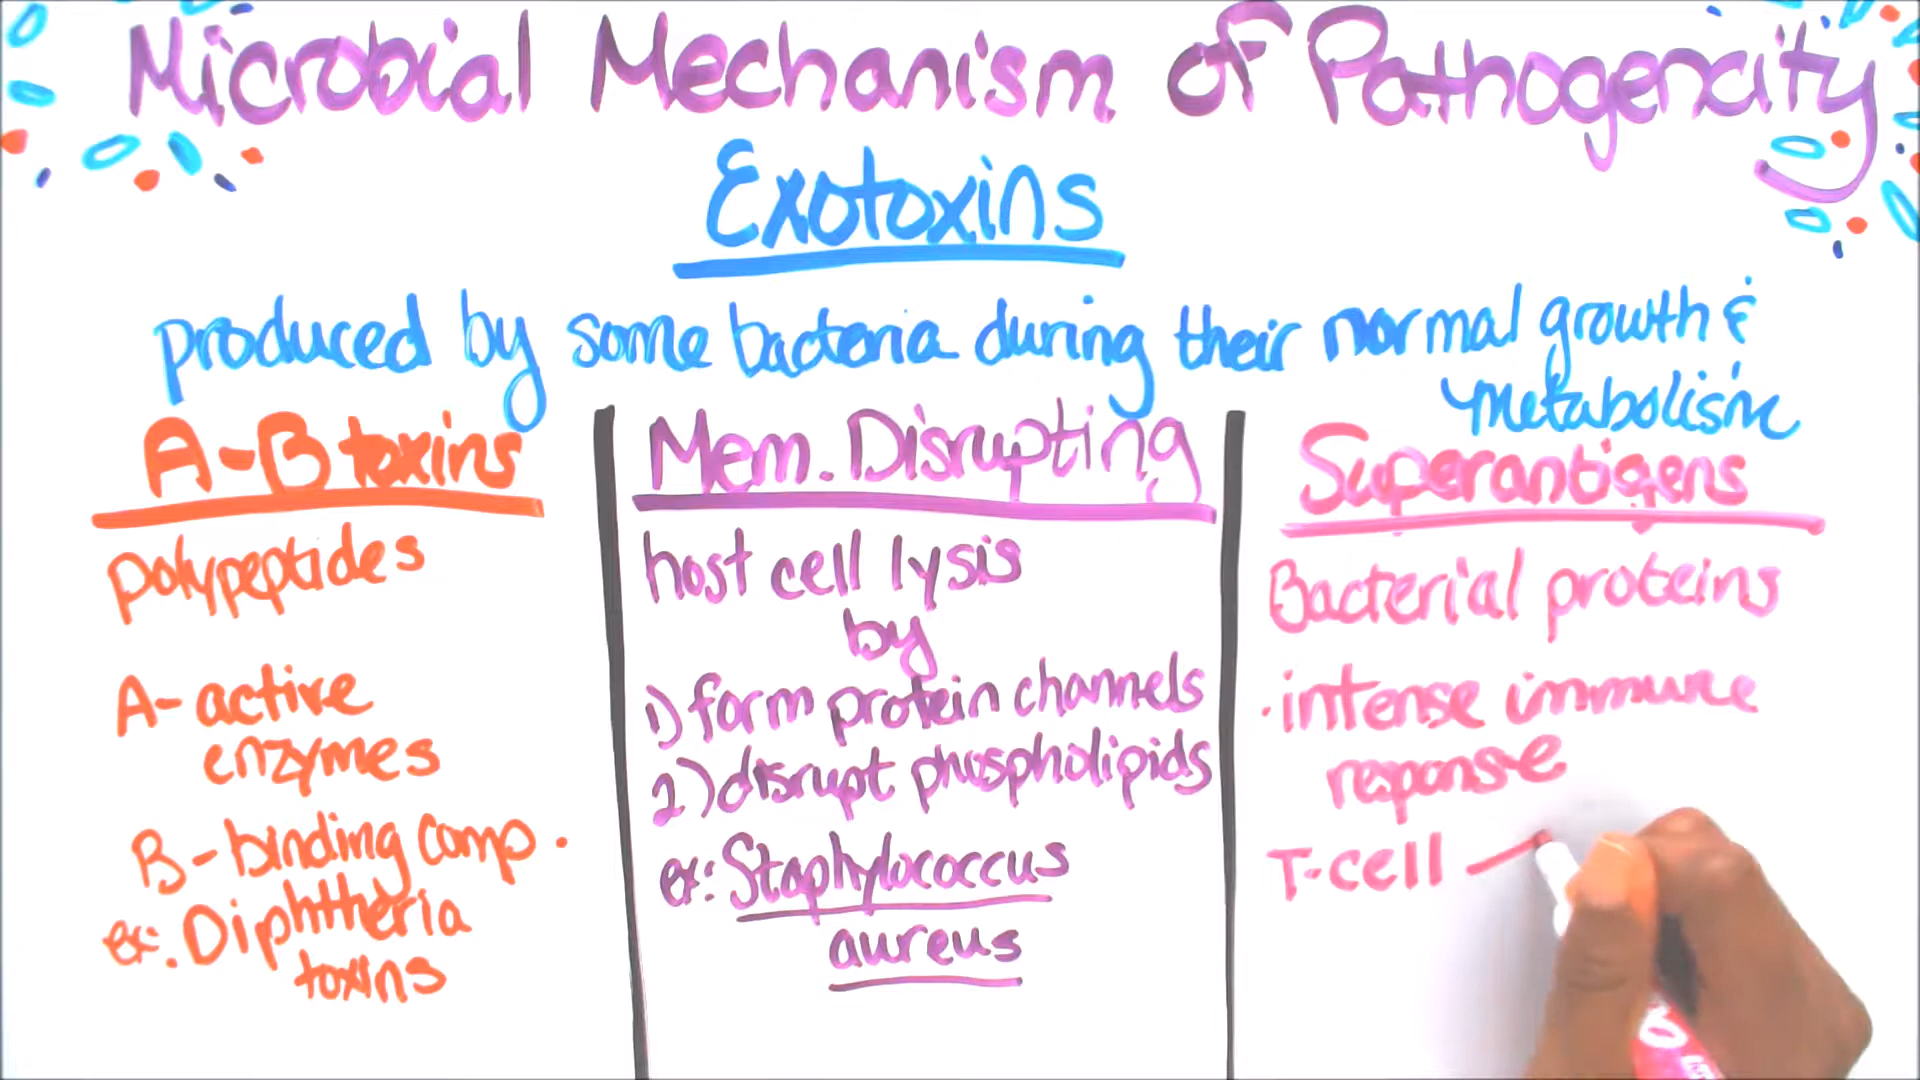 Microbial Mechanism of Pathogencity
Exotoxins
produced by some bacteria during their normal growth &
metabolism
A-B toxins
polypeptides
A- active
enzymes
B- binding comp.
ex:. Diphtheria
toxins
Mem. Disrupting
host cell lysis
by
1) form protein channels
2) disrupt phospholipids
ex: Staphylococcus
aureus
Superantigens
Bacterial proteins
· intense immune
response
T-cell –